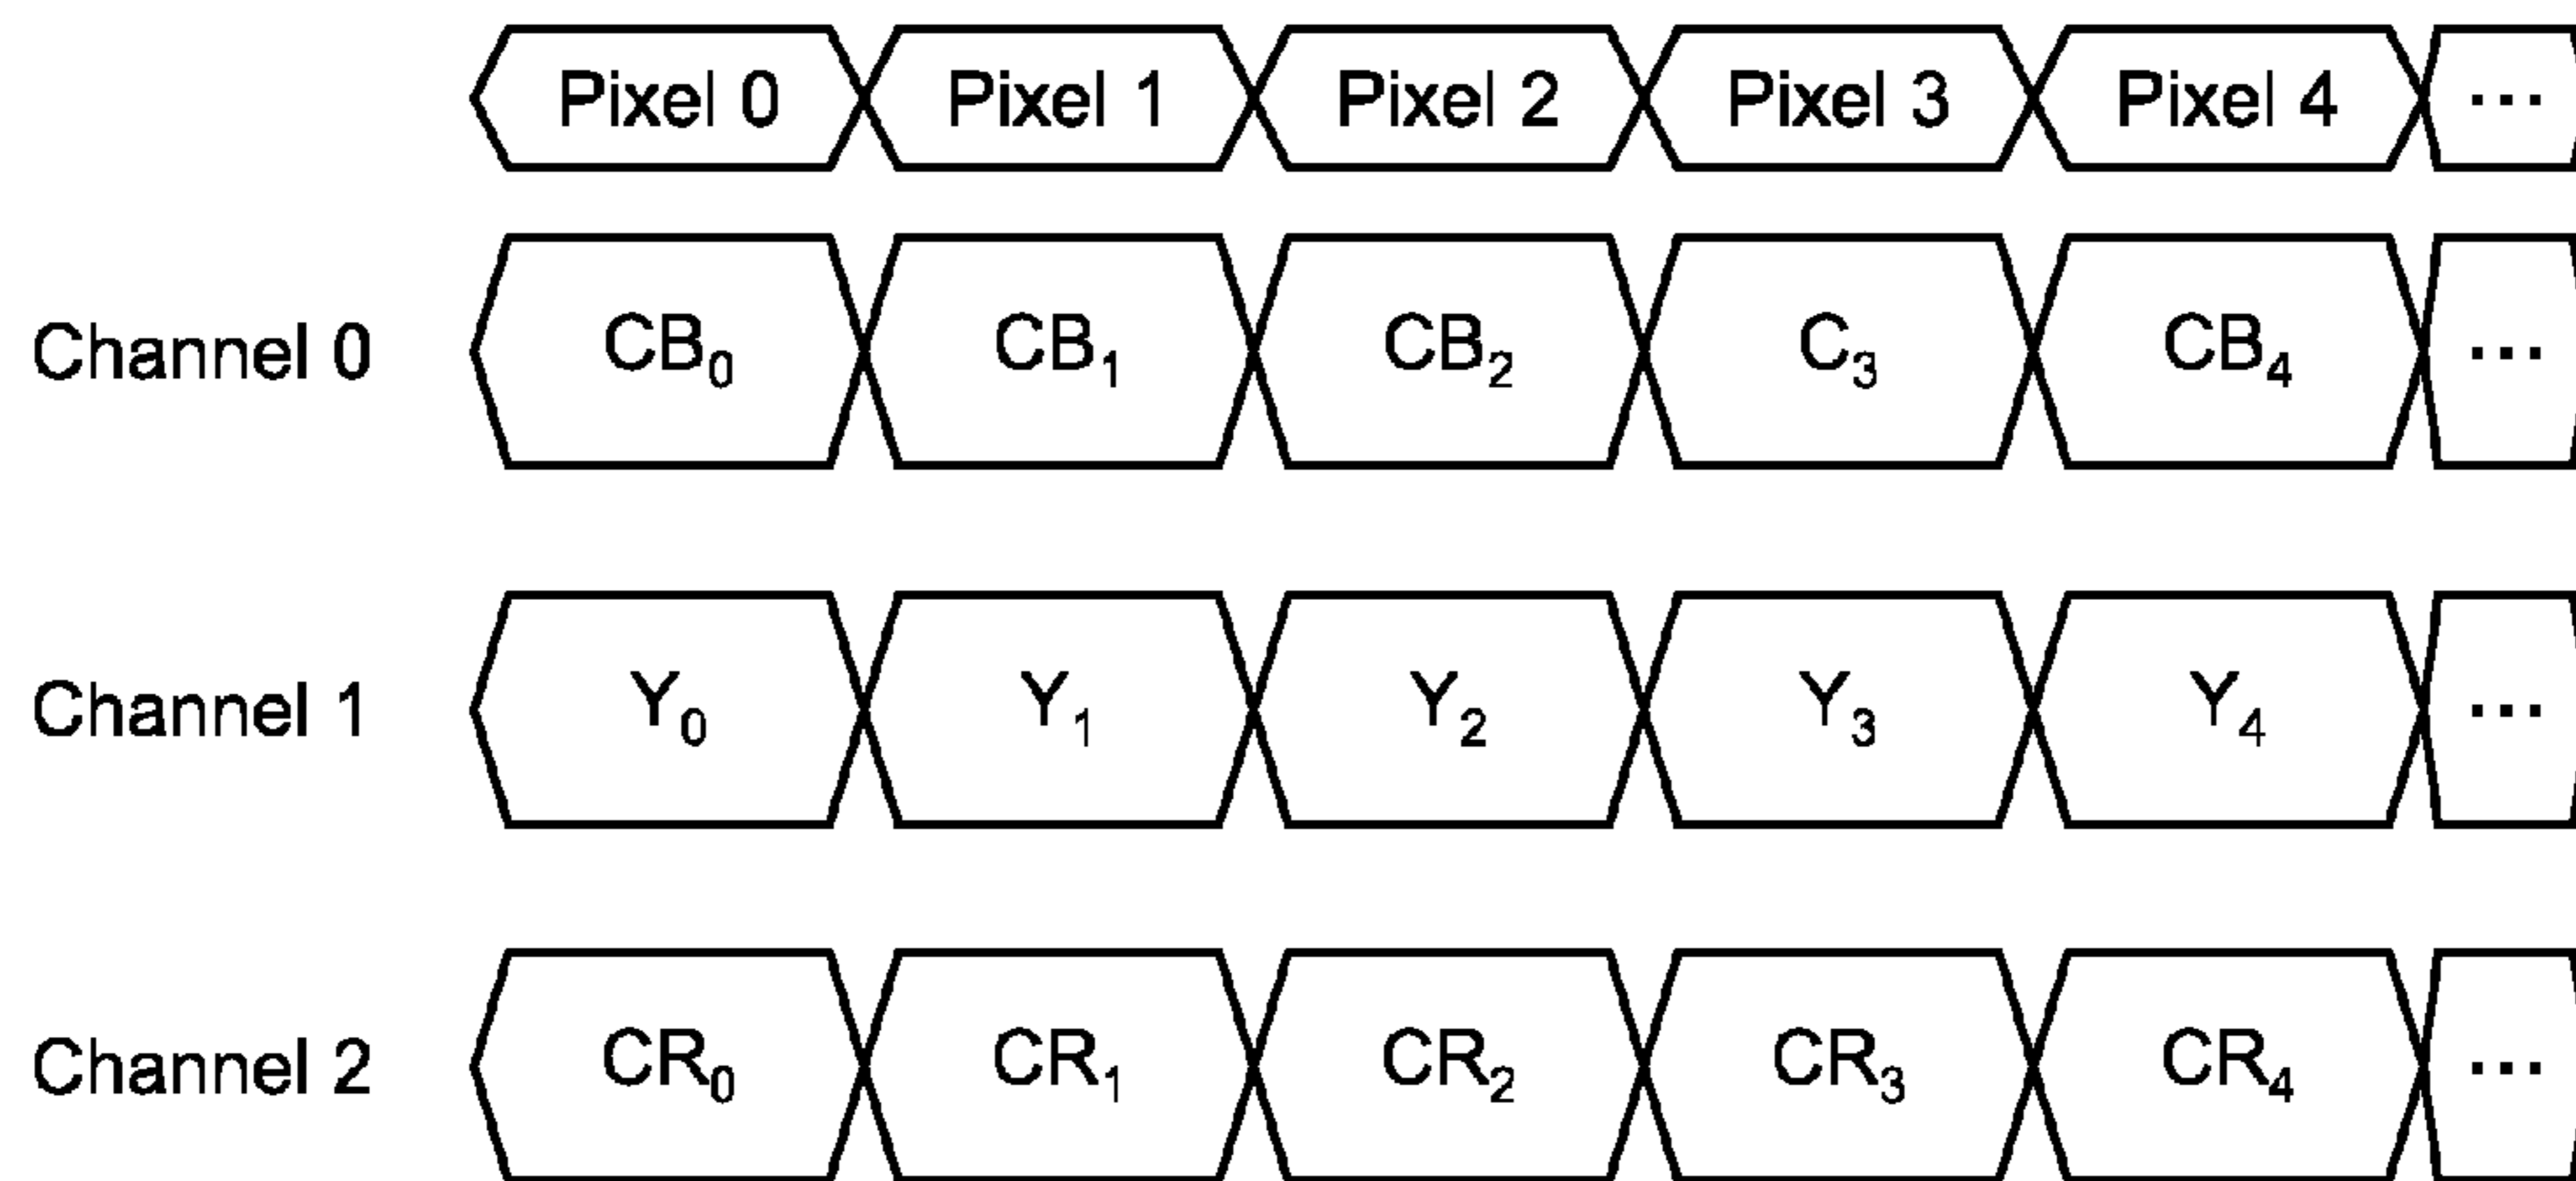 Pixel 0 Pixel 1 Pixel 2 Pixel 3 Pixel 4 ...
Channel 0 CB₀ CB₁ CB₂ C₃ CB₄ ...
Channel 1 Y₀ Y₁ Y₂ Y₃ Y₄ ...
Channel 2 CR₀ CR₁ CR₂ CR₃ CR₄ ...